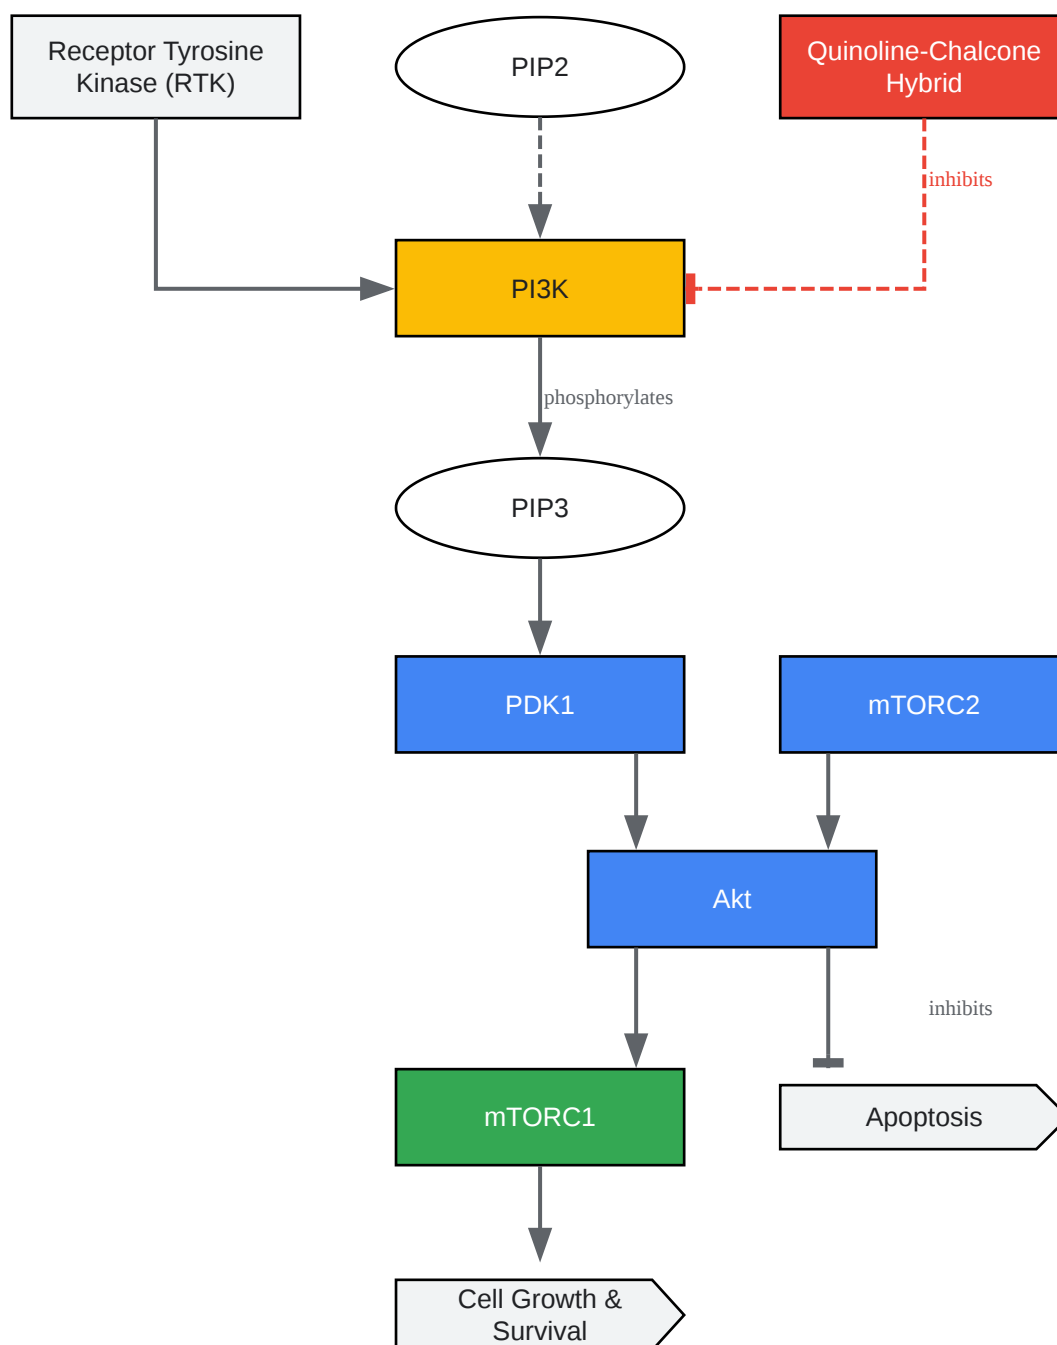 Receptor Tyrosine
Kinase (RTK)
PIP2
Quinoline-Chalcone
Hybrid
inhibits
PI3K
phosphorylates
PIP3
PDK1
mTORC2
Akt
inhibits
mTORC1
Apoptosis
Cell Growth &
Survival